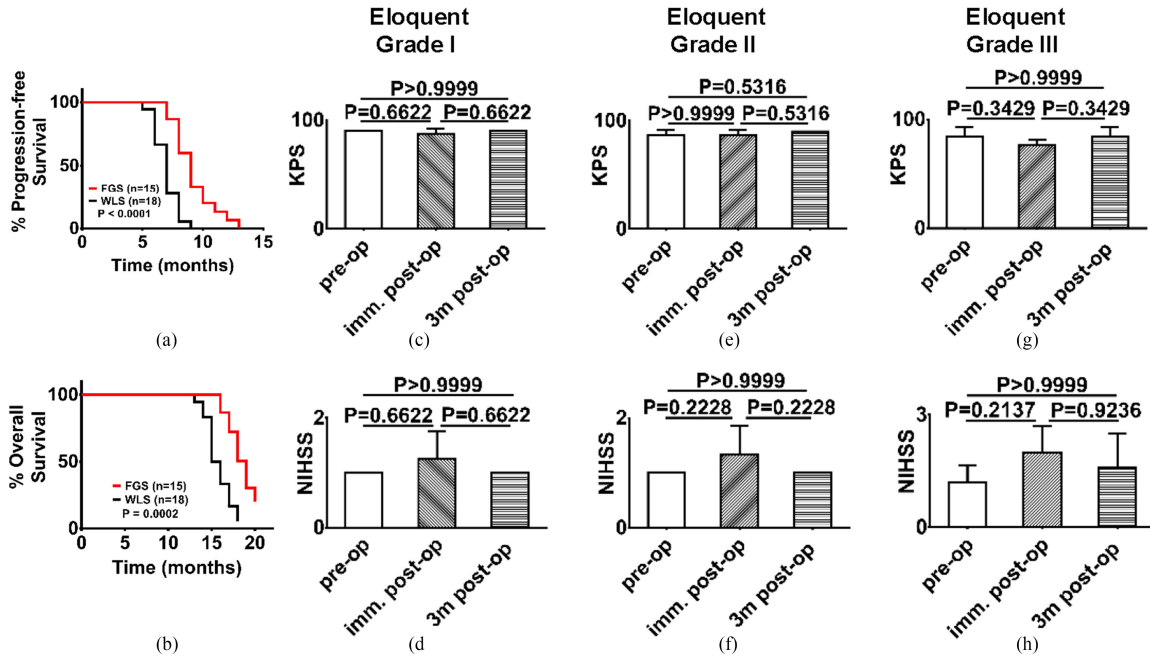 Eloquent
Grade I
Eloquent
Grade II
Eloquent
Grade III
% Progression-free
Survival
100
50
0
FGS (n=15)
WLS (n=18)
P < 0.0001
0 5 10 15
Time (months)
(a)
P>0.9999
P=0.6622 P=0.6622
100
KPS
0
pre-op
imm. post-op
3m post-op
(c)
P=0.5316
P>0.9999 P=0.5316
100
KPS
0
pre-op
imm. post-op
3m post-op
(e)
P>0.9999
P=0.3429 P=0.3429
100
KPS
0
pre-op
imm. post-op
3m post-op
(g)
% Overall
Survival
100
50
0
FGS (n=15)
WLS (n=18)
P = 0.0002
0 5 10 15 20
Time (months)
(b)
P>0.9999
P=0.6622 P=0.6622
2
NIHSS
0
pre-op
imm. post-op
3m post-op
(d
P>0.9999
P=0.2228 P=0.2228
2
NIHSS
0
pre-op
imm. post-op
3m post-op
(f)
P>0.9999
P=0.2137 P=0.9236
3
NIHSS
0
pre-op
imm. post-op
3m post-op
(h)